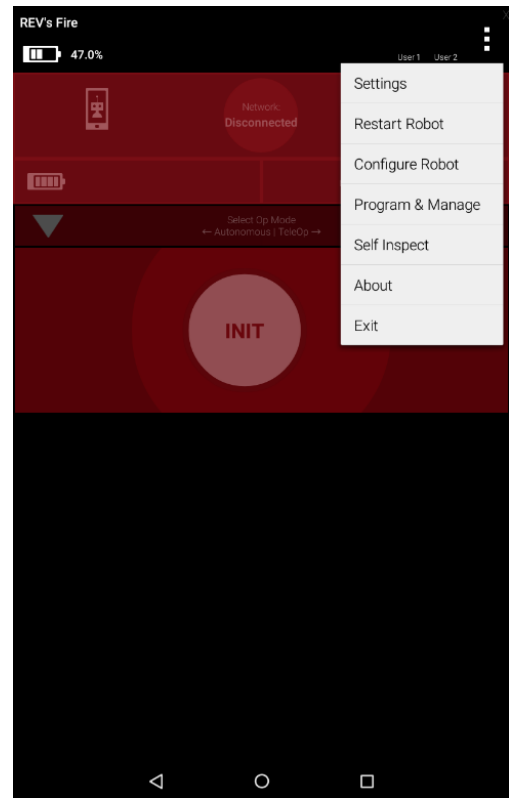 REV's Fire
47.0%
User 1 User 2
Network:
Disconnected
Select Op Mode
← Autonomous | TeleOp →
INIT
Settings
Restart Robot
Configure Robot
Program & Manage
Self Inspect
About
Exit